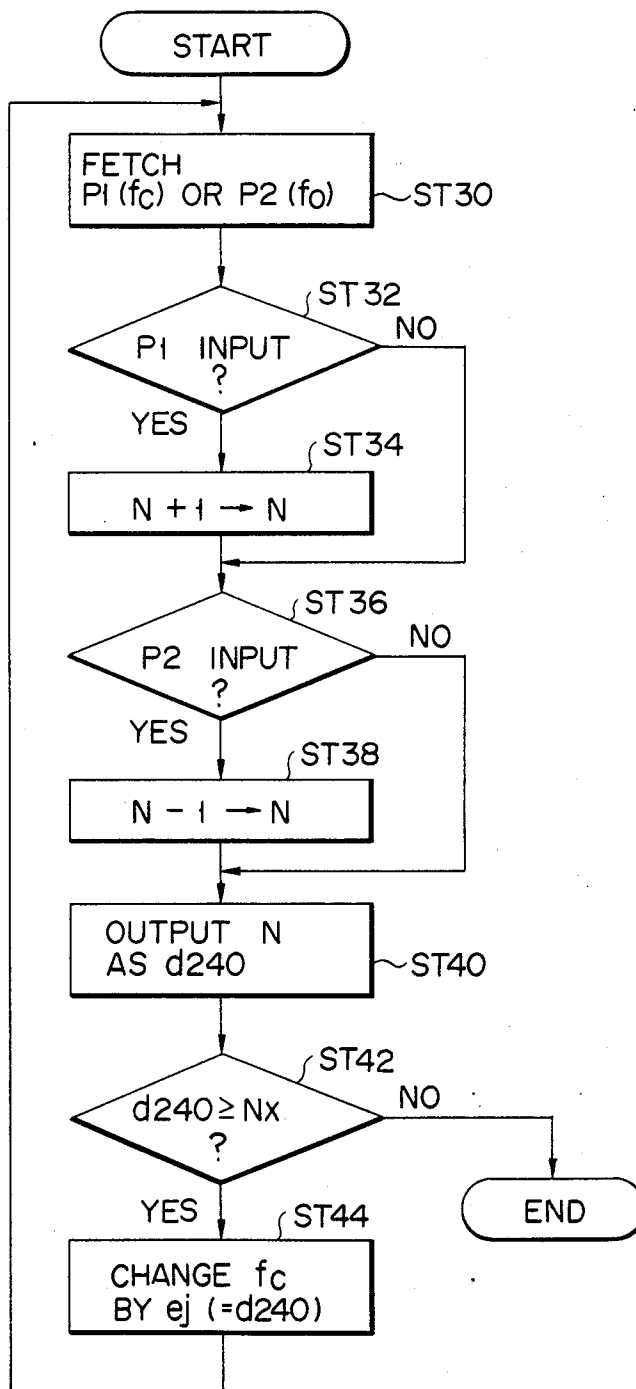 START
FETCH
P1 (fc) OR P2 (fo)
ST30
ST32
P1 INPUT
?
NO
YES
ST34
N + 1 → N
ST36
P2 INPUT
?
NO
YES
ST38
N - 1 → N
OUTPUT N
AS d240
ST40
ST42
d240 ≥ Nx
?
NO
YES
END
ST44
CHANGE fc
BY ej (=d240)